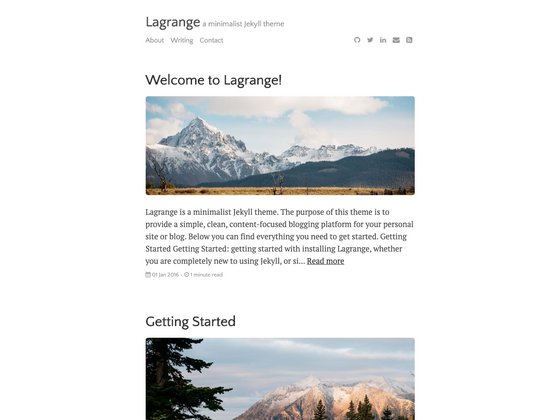 Lagrange a minimalist Jekyll theme
About Writing Contact
Welcome to Lagrange!
Lagrange is a minimalist Jekyll theme. The purpose of this theme is to
provide a simple, clean, content-focused blogging platform for your personal
site or blog. Below you can find everything you need to get started. Getting
Started Getting Started: getting started with installing Lagrange, whether
you are completely new to using Jekyll, or si... Read more
01 Jan 2016 - 1 minute read
Getting Started